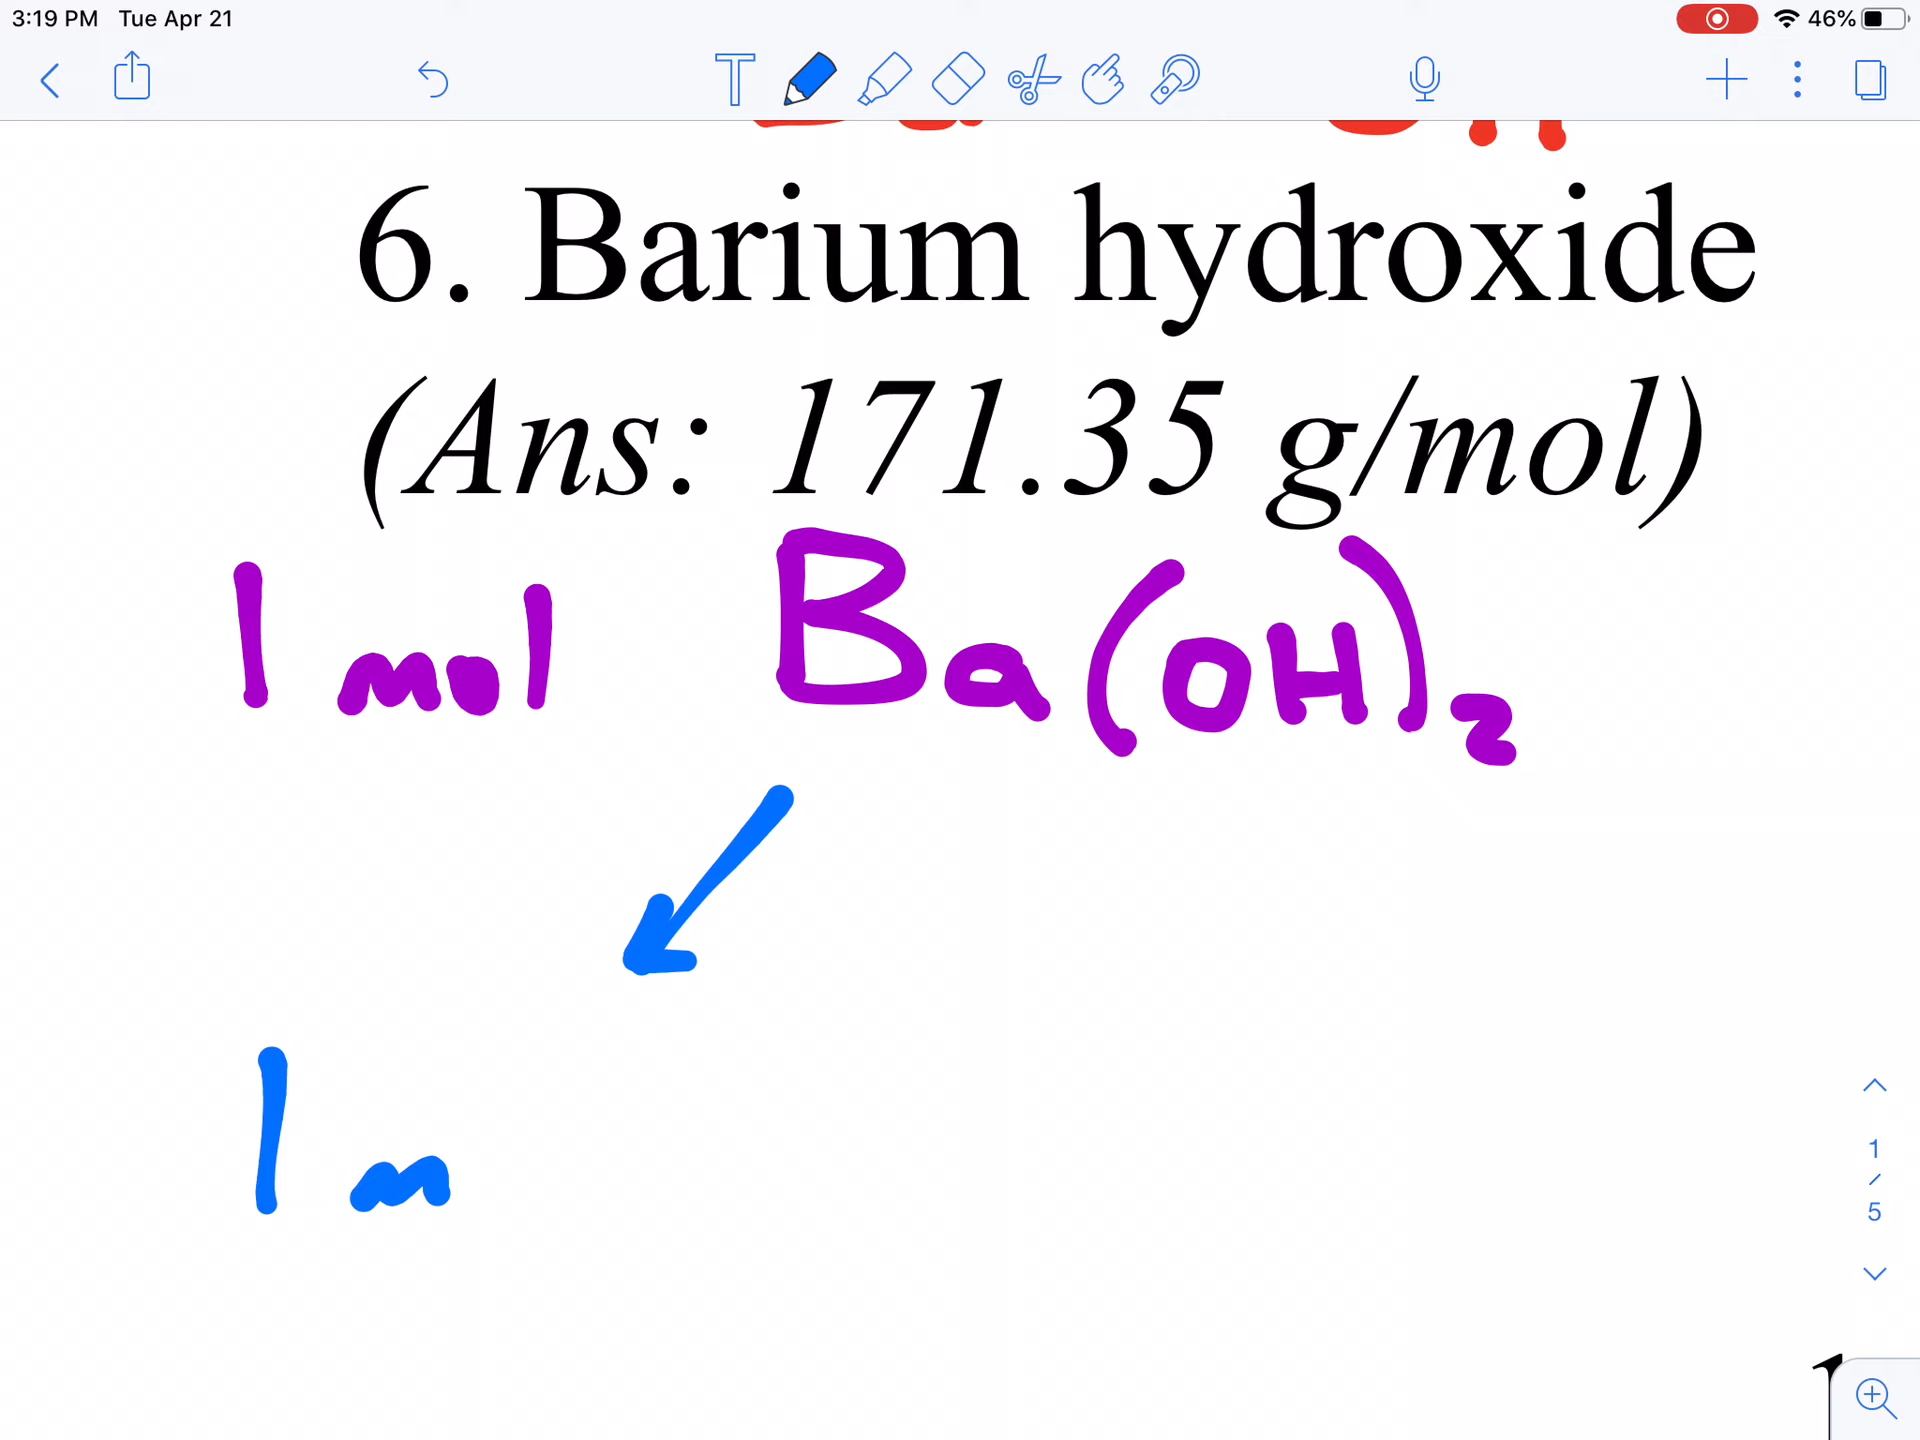 3:19 PM Tue Apr 21 46%
6. Barium hydroxide
(Ans: 171.35 g/mol)
1 mol Ba(OH)2
1 m
1
/
5